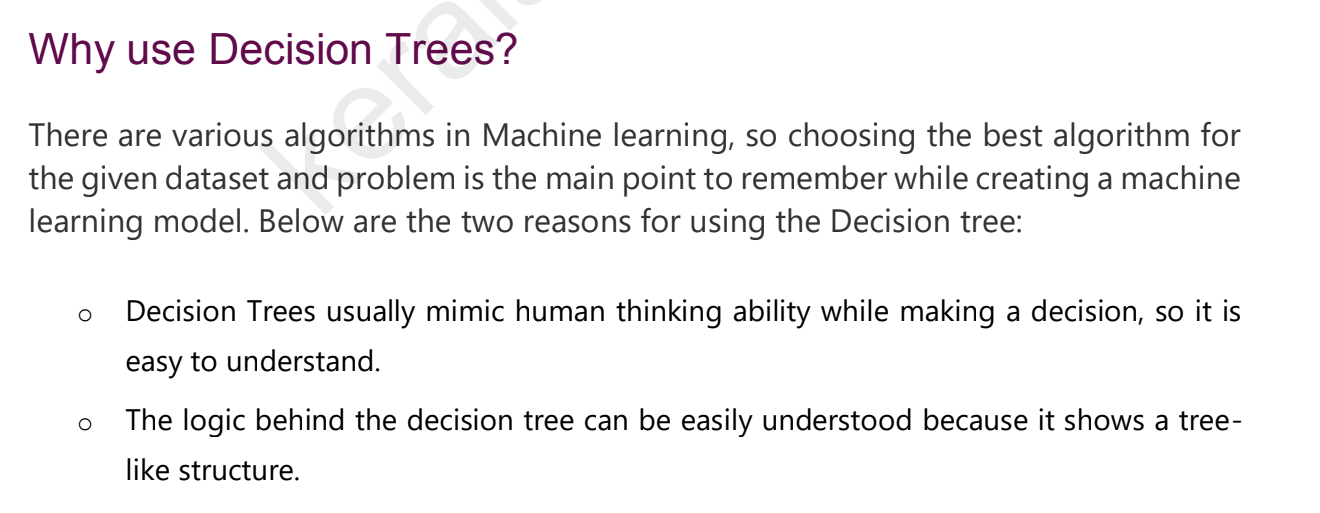 Why use Decision Trees?
There are various algorithms in Machine learning, so choosing the best algorithm for
the given dataset and problem is the main point to remember while creating a machine
learning model. Below are the two reasons for using the Decision tree:
o Decision Trees usually mimic human thinking ability while making a decision, so it is
easy to understand.
o The logic behind the decision tree can be easily understood because it shows a tree-
like structure.